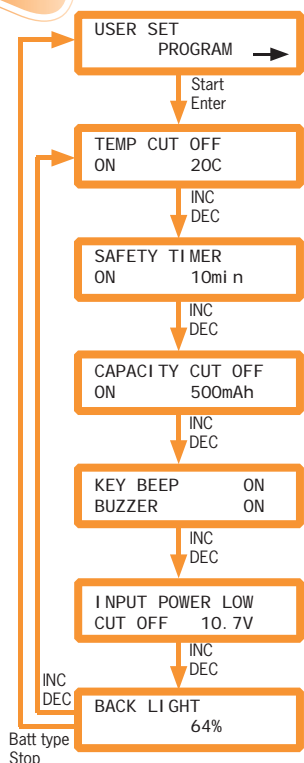 USER SET
PROGRAM
Start
Enter
TEMP CUT OFF
ON 20C
INC
DEC
SAFETY TIMER
ON 10min
INC
DEC
CAPACITY CUT OFF
ON 500mAh
INC
DEC
KEY BEEP ON
BUZZER ON
INC
DEC
INPUT POWER LOW
CUT OFF 10.7V
INC
DEC
INC
DEC
BACK LIGHT
64%
Batt type
Stop